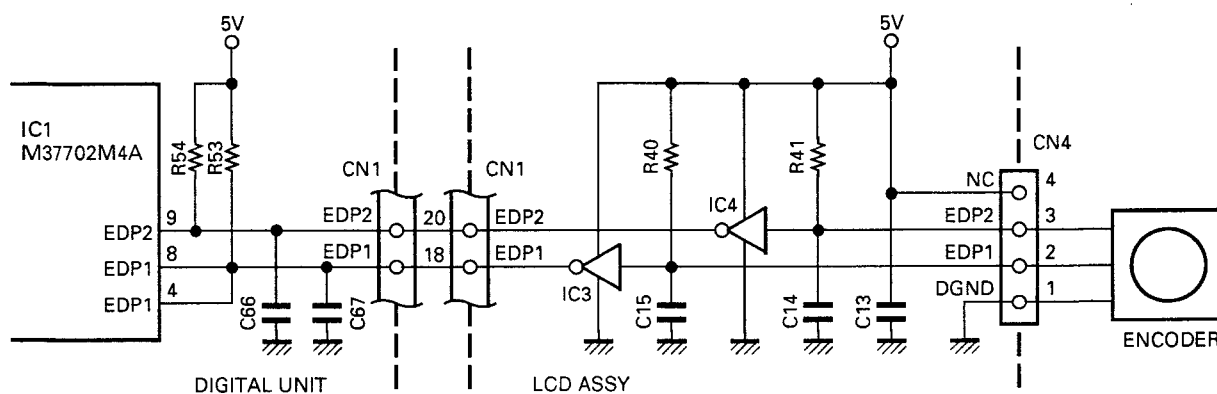 5V
5V
IC1
M37702M4A
R54
R53
CN1
CN1
R40
R41
CN4
NC
4
9
EDP2
EDP2
20
EDP2
IC4
EDP2
3
8
EDP1
EDP1
18
EDP1
IC3
EDP1
2
4
EDP1
DGND
1
C66
C67
C15
C14
C13
ENCODER
DIGITAL UNIT
LCD ASSY